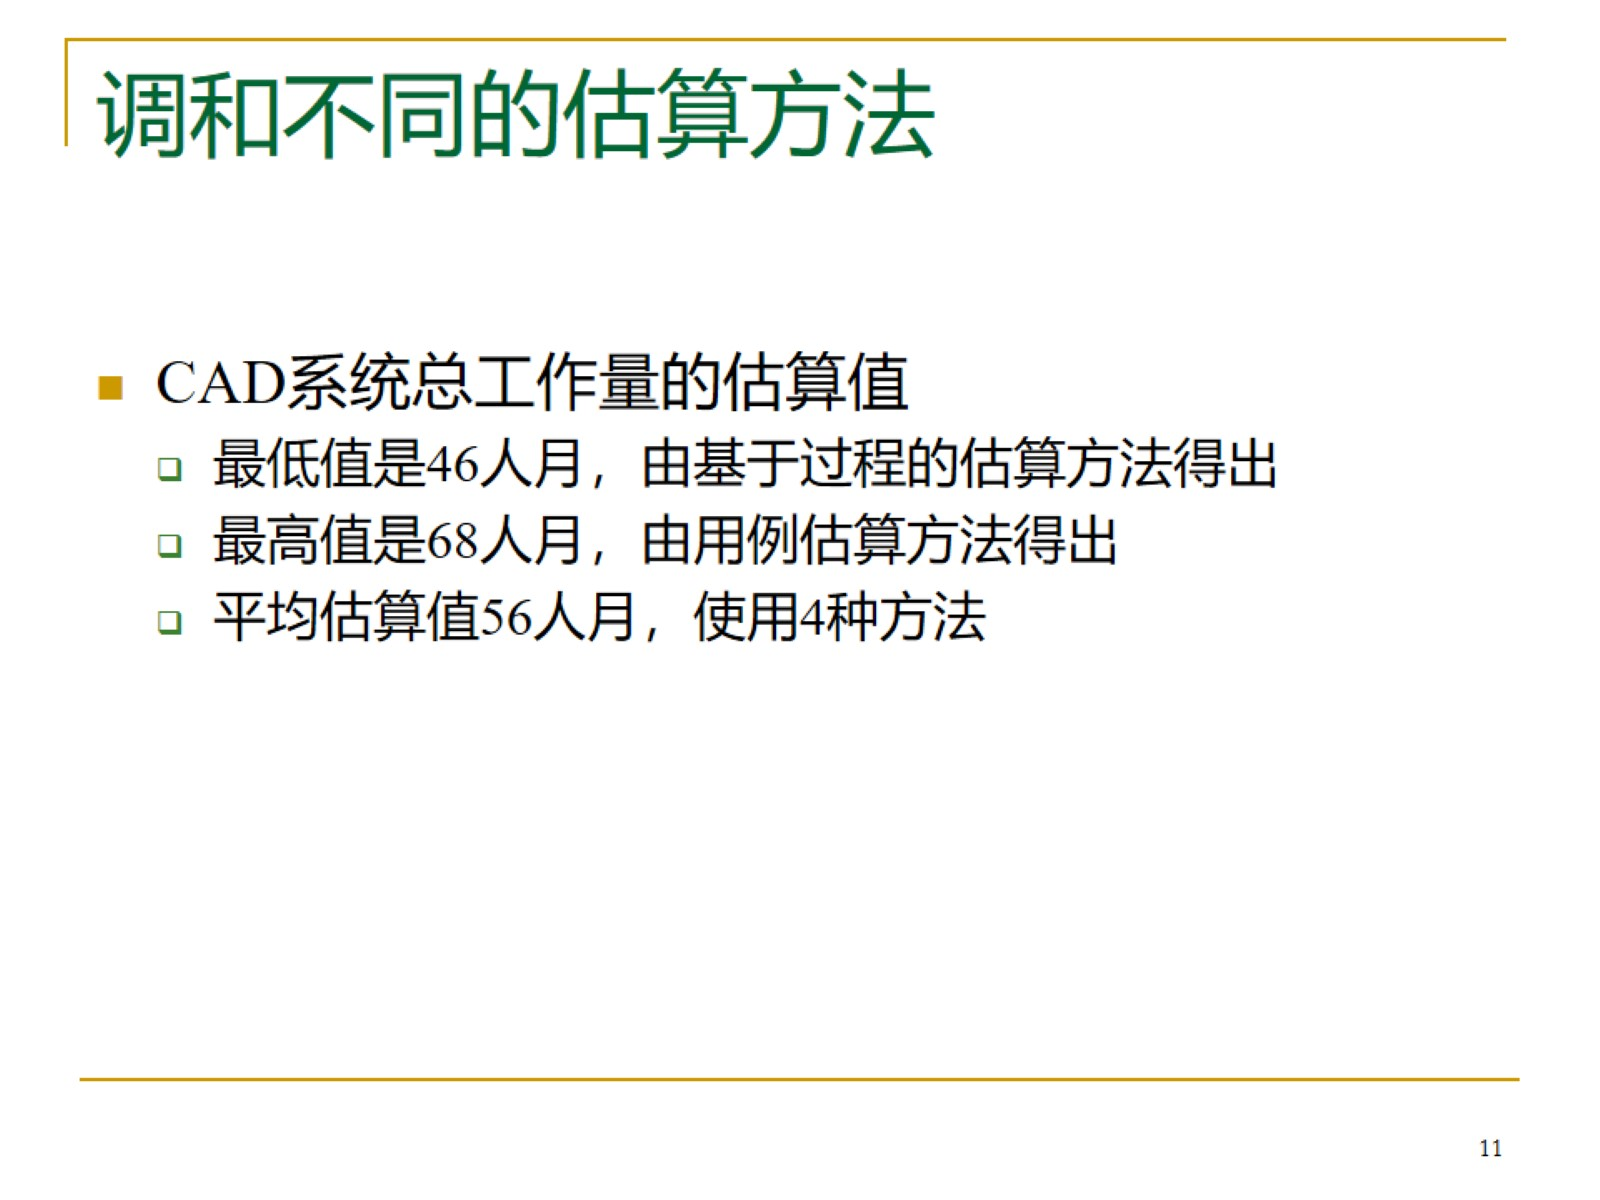 调和不同的估算方法
CAD系统总工作量的估算值
最低值是46人月，由基于过程的估算方法得出
最高值是68人月，由用例估算方法得出
平均估算值56人月，使用4种方法
11